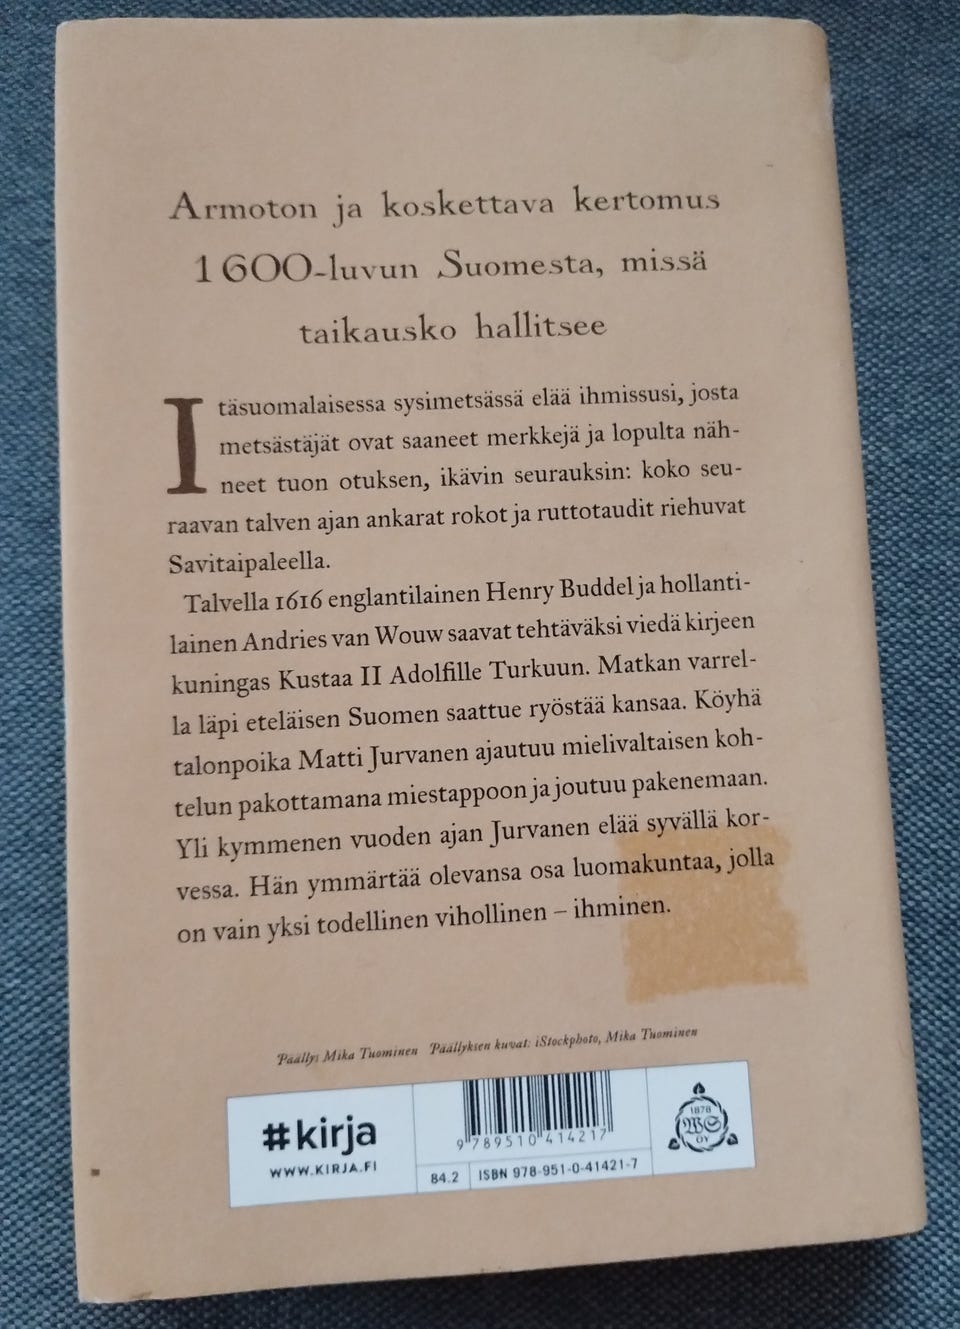 Armoton ja koskettava kertomus
1600-luvun Suomesta, missä
taikausko hallitsee
Itäsuomalaisessa sysimetsässä elää ihmissusi, josta
metsästäjät ovat saaneet merkkejä ja lopulta näh-
neet tuon otuksen, ikävin seurauksin: koko seu-
raavan talven ajan ankarat rokot ja ruttotaudit riehuvat
Savitaipaleella.
Talvella 1616 englantilainen Henry Buddel ja hollanti-
lainen Andries van Wouw saavat tehtäväksi viedä kirjeen
kuningas Kustaa II Adolfille Turkuun. Matkan varrel-
la läpi eteläisen Suomen saattue ryöstää kansaa. Köyhä
talonpoika Matti Jurvanen ajautuu mielivaltaisen koh-
telun pakottamana miestappoon ja joutuu pakenemaan.
Yli kymmenen vuoden ajan Jurvanen elää syvällä kor-
vessa. Hän ymmärtää olevansa osa luomakuntaa, jolla
on vain yksi todellinen vihollinen – ihminen.
Päällys Mika Tuominen Päällyksen kuvat: iStockphoto, Mika Tuominen
#kirja
WWW.KIRJA.FI
9 789510 414217
84.2 ISBN 978-951-0-41421-7
1878
WS
OY